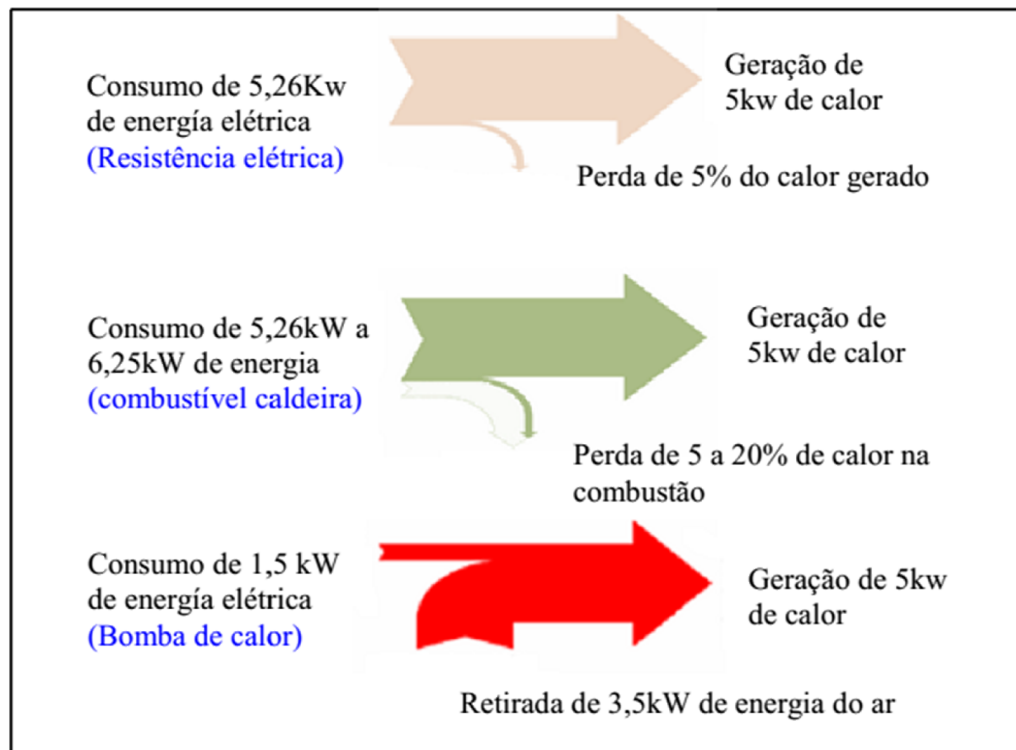 Consumo de 5,26Kw
de energía elétrica
(Resistência elétrica)
Geração de
5kw de calor
Perda de 5% do calor gerado
Consumo de 5,26kW a
6,25kW de energia
(combustível caldeira)
Geração de
5kw de calor
Perda de 5 a 20% de calor na
combustão
Consumo de 1,5 kW
de energía elétrica
(Bomba de calor)
Geração de 5kw
de calor
Retirada de 3,5kW de energia do ar